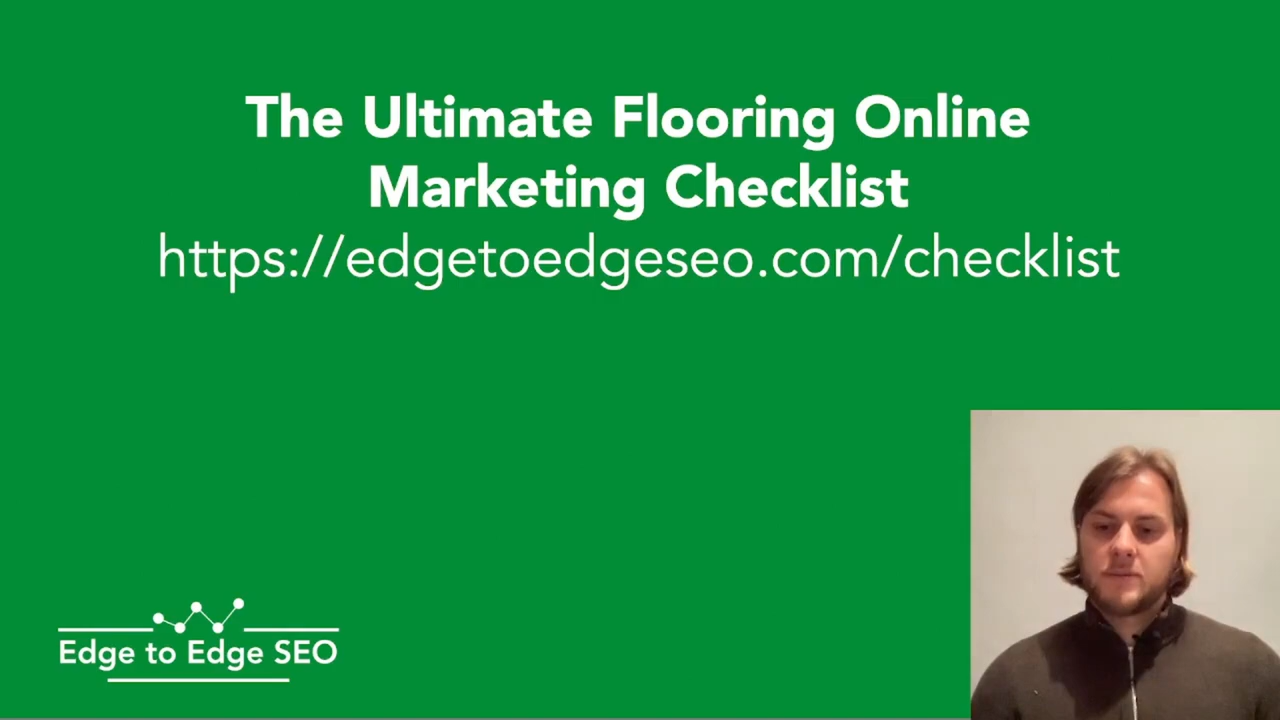 The Ultimate Flooring Online
Marketing Checklist
https://edgetoedgeseo.com/checklist
Edge to Edge SEO